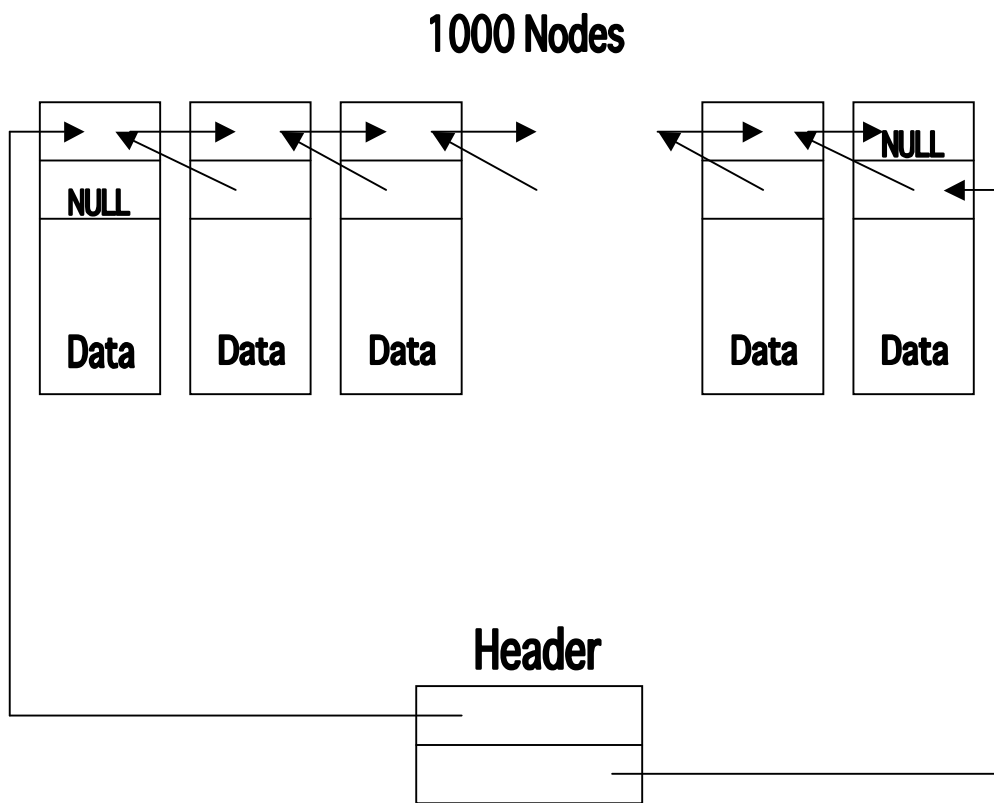 1000 Nodes
NULL
NULL
Data Data Data Data Data
Header